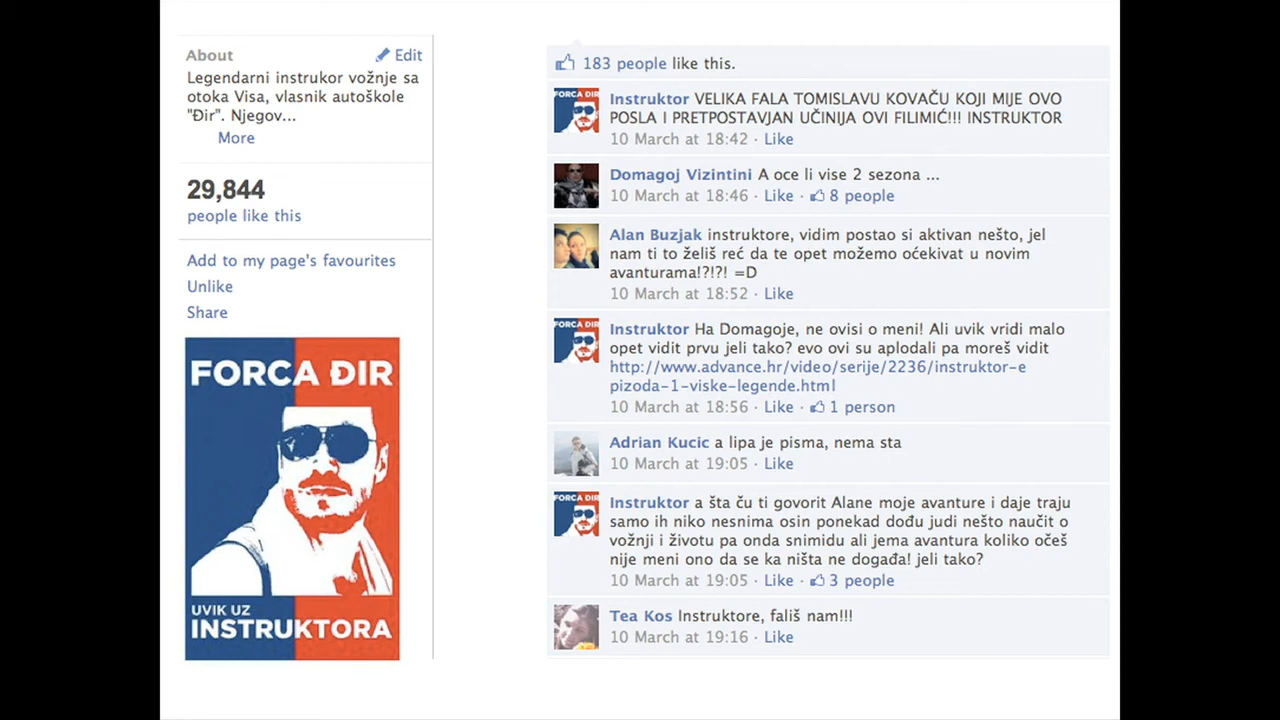 About Edit
Legendarni instrukor vožnje sa
otoka Visa, vlasnik autoškole
"Đir". Njegov...
More
29,844
people like this
Add to my page's favourites
Unlike
Share
FORCA ĐIR
UVIK UZ
INSTRUKTORA
183 people like this.
FORCA ĐIR
Instruktor VELIKA FALA TOMISLAVU KOVAČU KOJI MIJE OVO
POSLA I PRETPOSTAVJAN UČINIJA OVI FILIMIĆ!!! INSTRUKTOR
10 March at 18:42 · Like
Domagoj Vizintini A oce li vise 2 sezona ...
10 March at 18:46 · Like · 8 people
Alan Buzjak instruktore, vidim postao si aktivan nešto, jel
nam ti to želiš reć da te opet možemo oćekivat u novim
avanturama!?!?! =D
10 March at 18:52 · Like
FORCA ĐIR
Instruktor Ha Domagoje, ne ovisi o meni! Ali uvik vridi malo
opet vidit prvu jeli tako? evo ovi su aplodali pa moreš vidit
http://www.advance.hr/video/serije/2236/instruktor-e
pizoda-1-viske-legende.html
10 March at 18:56 · Like · 1 person
Adrian Kucic a lipa je pisma, nema sta
10 March at 19:05 · Like
FORCA ĐIR
Instruktor a šta ču ti govorit Alane moje avanture i daje traju
samo ih niko nesnima osin ponekad dođu judi nešto naučit o
vožnji i životu pa onda snimidu ali jema avantura koliko očeš
nije meni ono da se ka ništa ne događa! jeli tako?
10 March at 19:05 · Like · 3 people
Tea Kos Instruktore, fališ nam!!!
10 March at 19:16 · Like